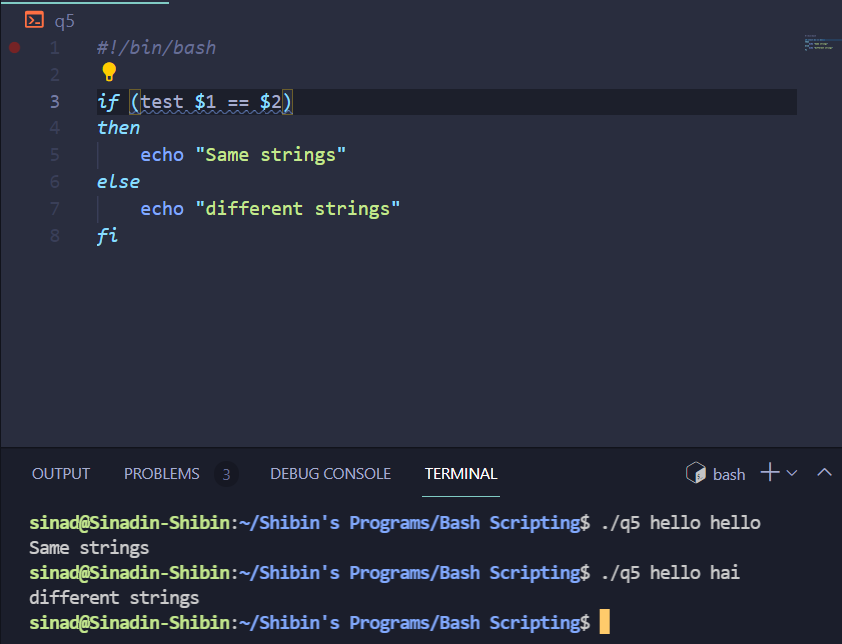 q5
1 #!/bin/bash
2
3 if (test $1 == $2)
4 then
5     echo "Same strings"
6 else
7     echo "different strings"
8 fi
OUTPUT PROBLEMS 3 DEBUG CONSOLE TERMINAL bash
sinad@Sinadin-Shibin:~/Shibin's Programs/Bash Scripting$ ./q5 hello hello
Same strings
sinad@Sinadin-Shibin:~/Shibin's Programs/Bash Scripting$ ./q5 hello hai
different strings
sinad@Sinadin-Shibin:~/Shibin's Programs/Bash Scripting$